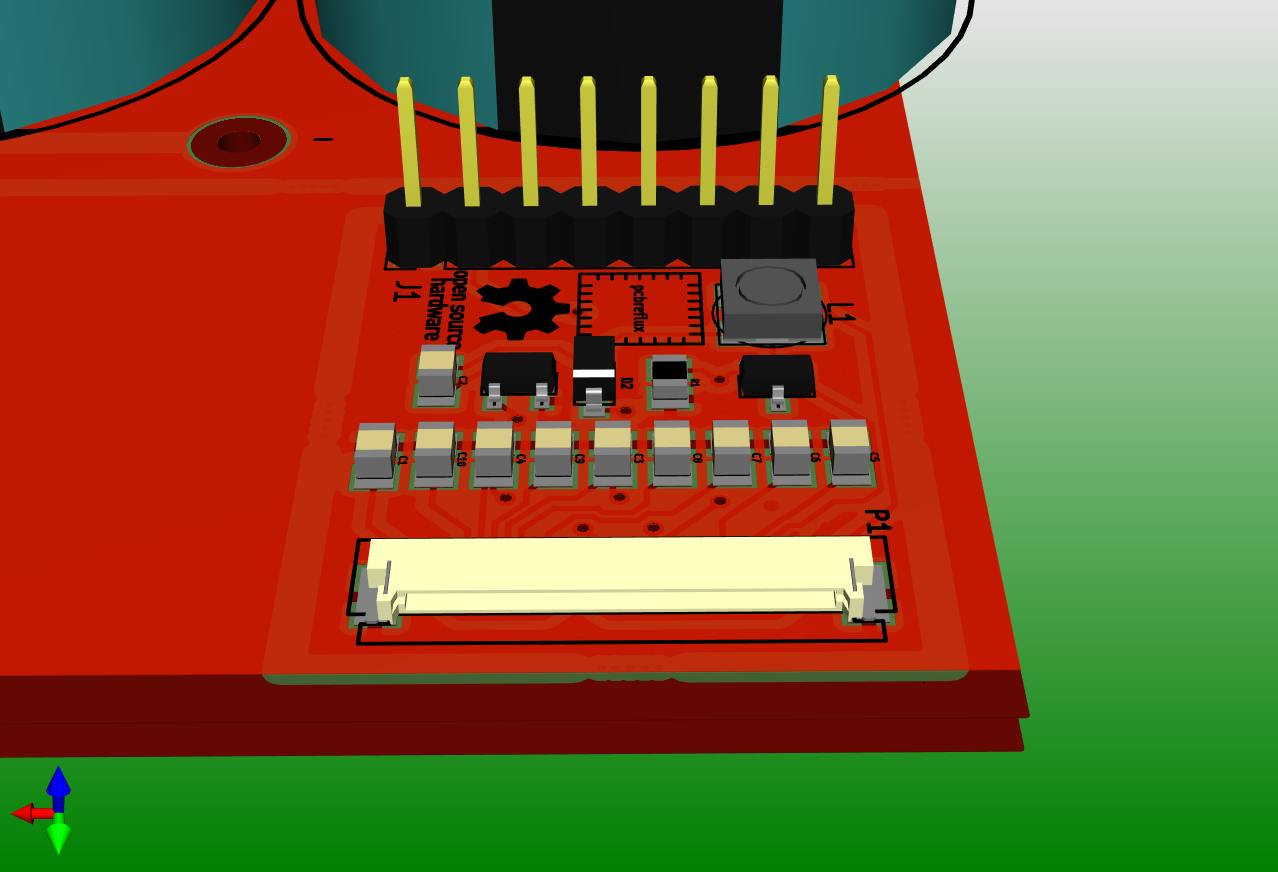 J1
open source
hardware
pcbreflux
L1
C2
D2
R1
C1
C10
C4
C9
C3
C8
C7
C6
C5
P1